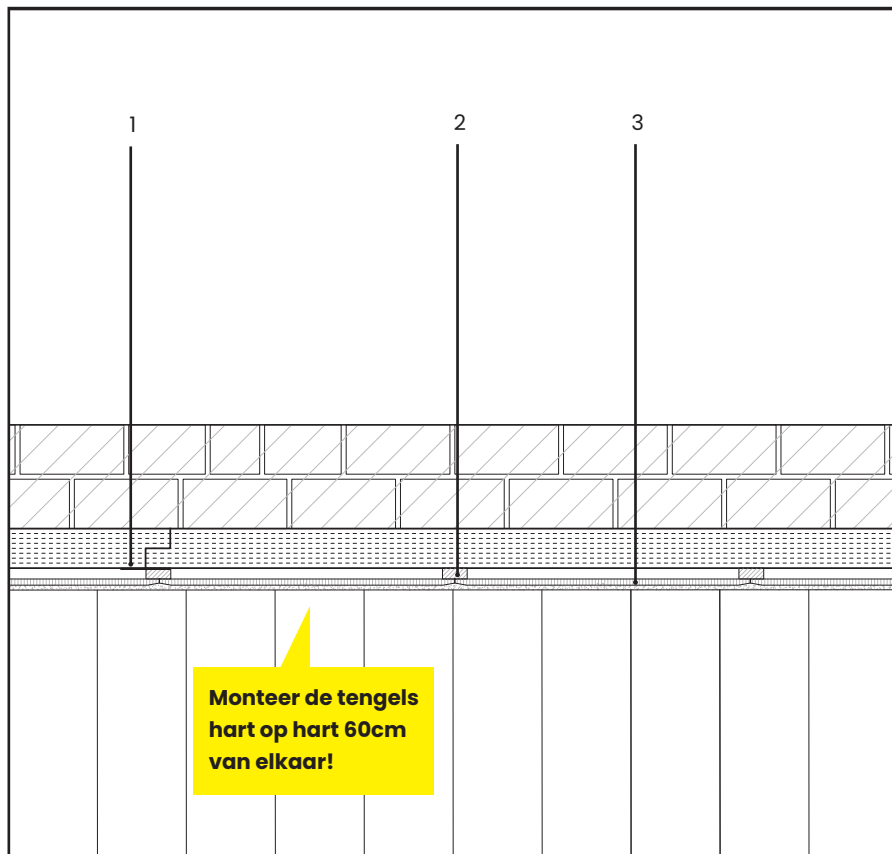 1
2
3
Monteer de tengels
hart op hart 60cm
van elkaar!